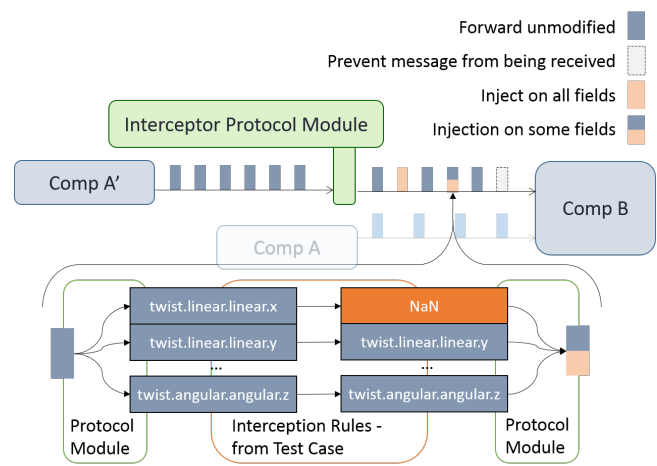 Forward unmodified
Prevent message from being received
Inject on all fields
Injection on some fields
Interceptor Protocol Module
Comp A’
Comp B
Comp A
twist.linear.linear.x
NaN
twist.linear.linear.y
twist.linear.linear.y
...
...
twist.angular.angular.z
twist.angular.angular.z
Protocol
Module
Interception Rules -
from Test Case
Protocol
Module